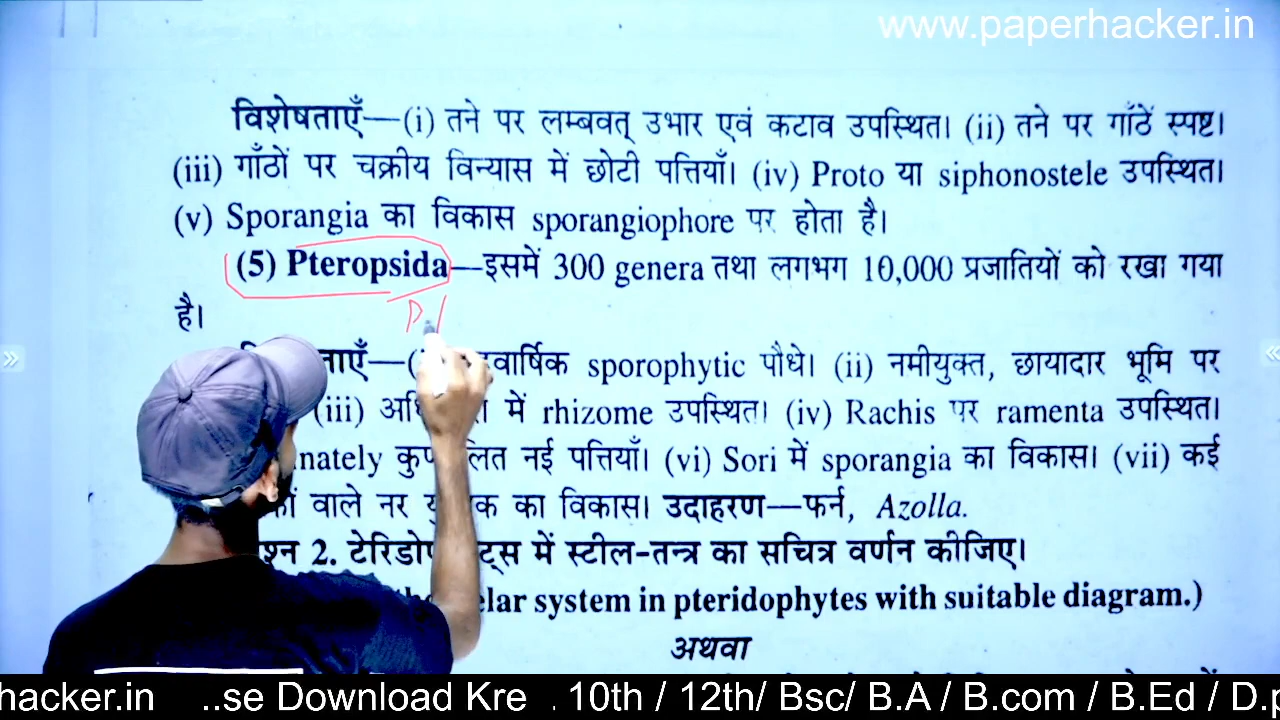 www.paperhacker.in
विशेषताएँ—(i) तने पर लम्बवत् उभार एवं कटाव उपस्थित। (ii) तने पर गाँठें स्पष्ट।
(iii) गाँठों पर चक्रीय विन्यास में छोटी पत्तियाँ। (iv) Proto या siphonostele उपस्थित।
(v) Sporangia का विकास sporangiophore पर होता है।
(5) Pteropsida—इसमें 300 genera तथा लगभग 10,000 प्रजातियों को रखा गया
है।
sporophytic पौधे। (ii) नमीयुक्त, छायादार भूमि पर
(iii) में rhizome उपस्थित। (iv) Rachis पर ramenta उपस्थित।
नई पत्तियाँ। (vi) Sori में sporangia का विकास। (vii) कई
वाले नर का विकास। उदाहरण—फर्न, Azolla.
2. में स्टील-तन्त्र का सचित्र वर्णन कीजिए।
system in pteridophytes with suitable diagram.)
अथवा
hacker.in ..se Download Kre . 10th / 12th/ Bsc/ B.A / B.com / B.Ed / D.p